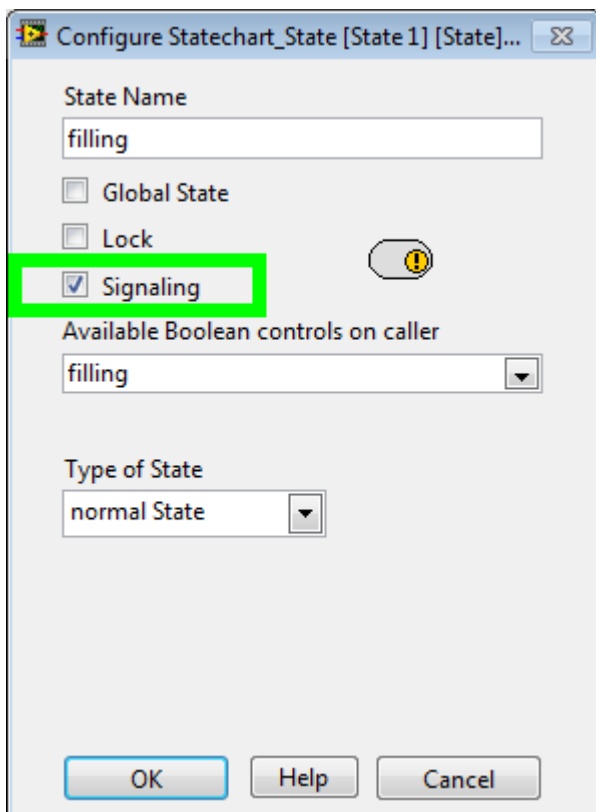 Configure Statechart_State [State 1] [State]...
State Name
filling
Global State
Lock
Signaling
Available Boolean controls on caller
filling
Type of State
normal State
OK
Help
Cancel